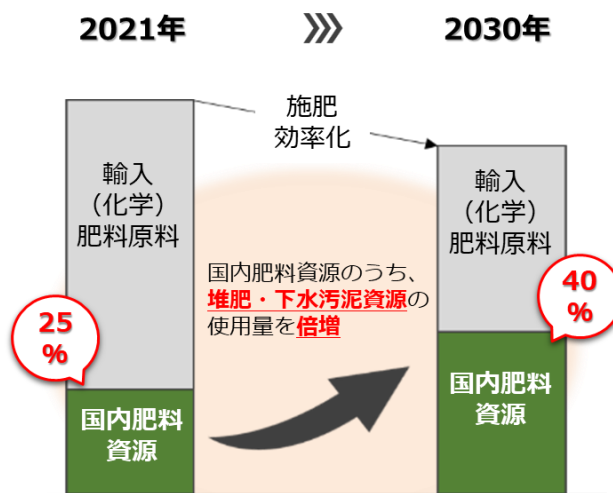 2021年
2030年
施肥
効率化
輸入
（化学）
肥料原料
輸入
（化学）
肥料原料
国内肥料資源のうち、
堆肥・下水汚泥資源の
使用量を倍増
25
%
40
%
国内肥料
資源
国内肥料
資源